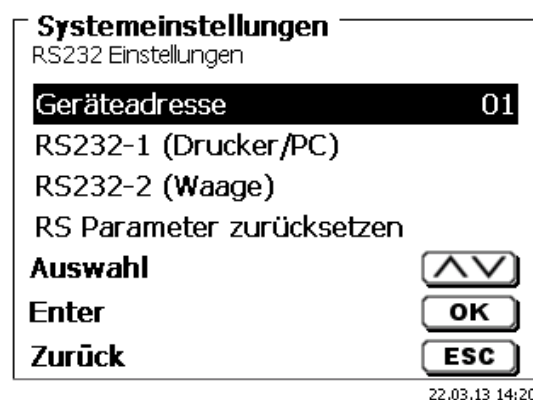 Systemeinstellungen
RS232 Einstellungen
Geräteadresse 01
RS232-1 (Drucker/PC)
RS232-2 (Waage)
RS Parameter zurücksetzen
Auswahl
Enter OK
Zurück ESC
22.03.13 14:20